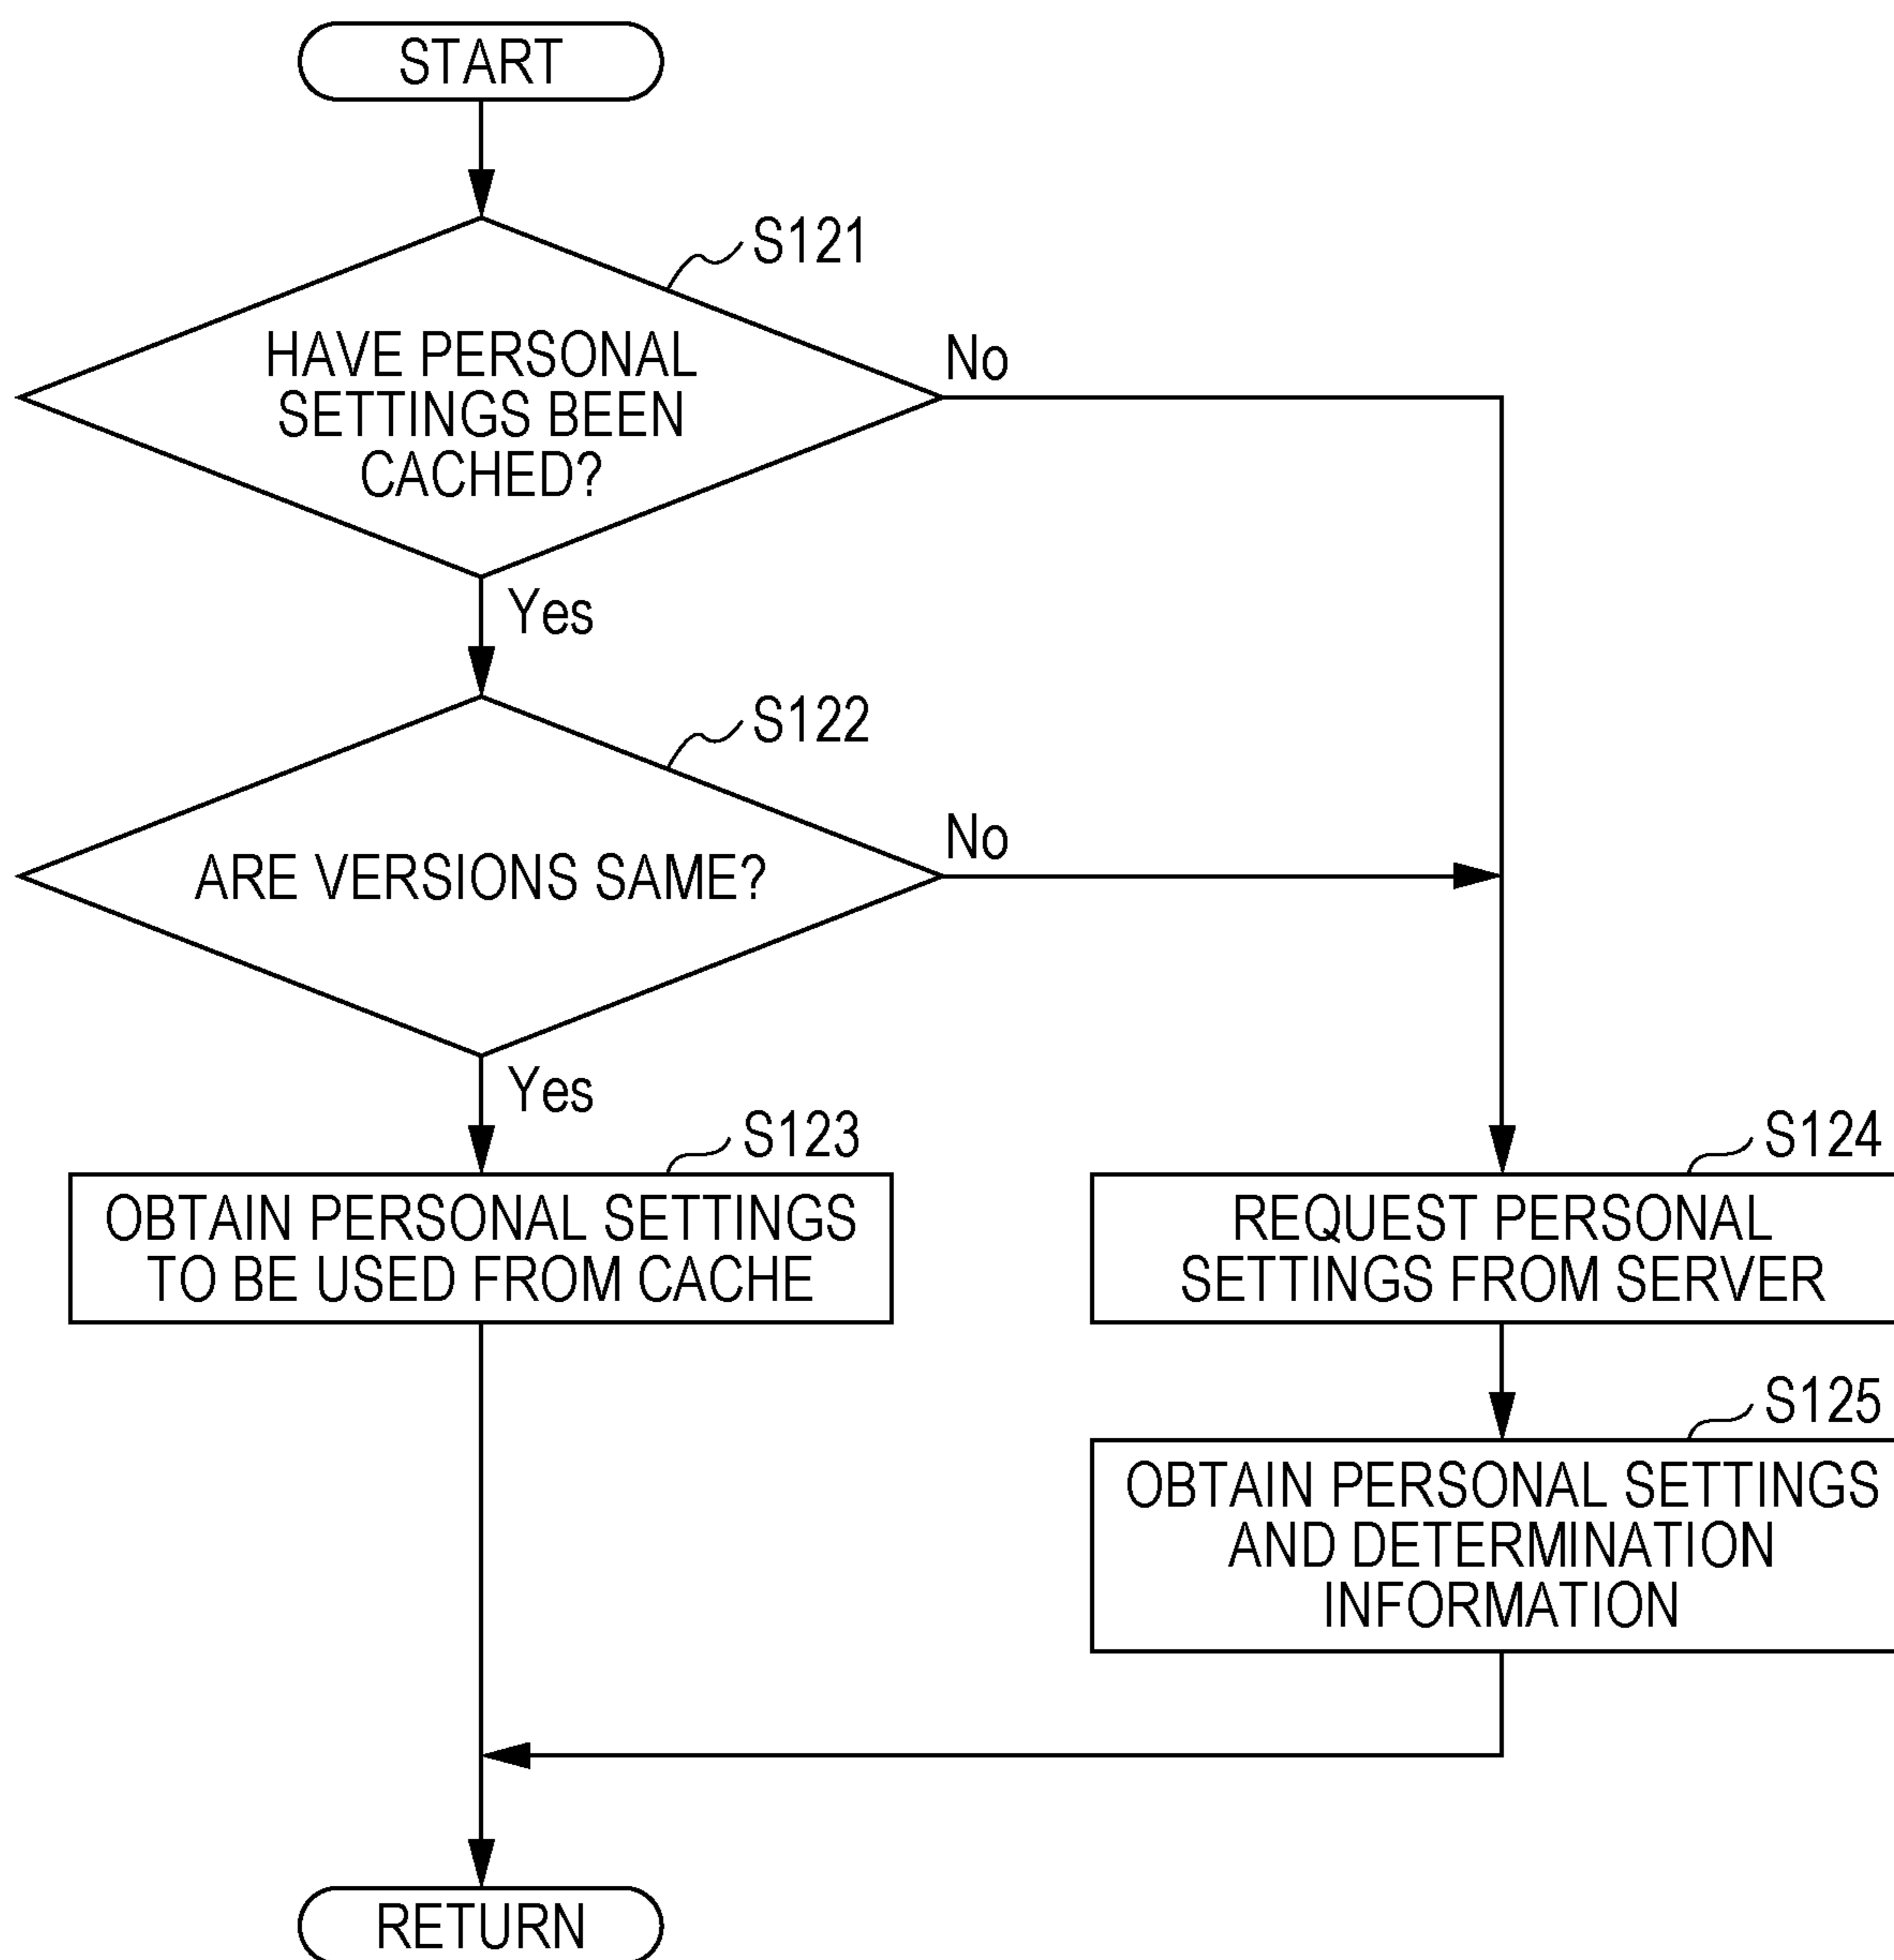 START
S121
HAVE PERSONAL
SETTINGS BEEN
CACHED?
No
Yes
S122
ARE VERSIONS SAME?
No
Yes
S123
OBTAIN PERSONAL SETTINGS
TO BE USED FROM CACHE
S124
REQUEST PERSONAL
SETTINGS FROM SERVER
S125
OBTAIN PERSONAL SETTINGS
AND DETERMINATION
INFORMATION
RETURN